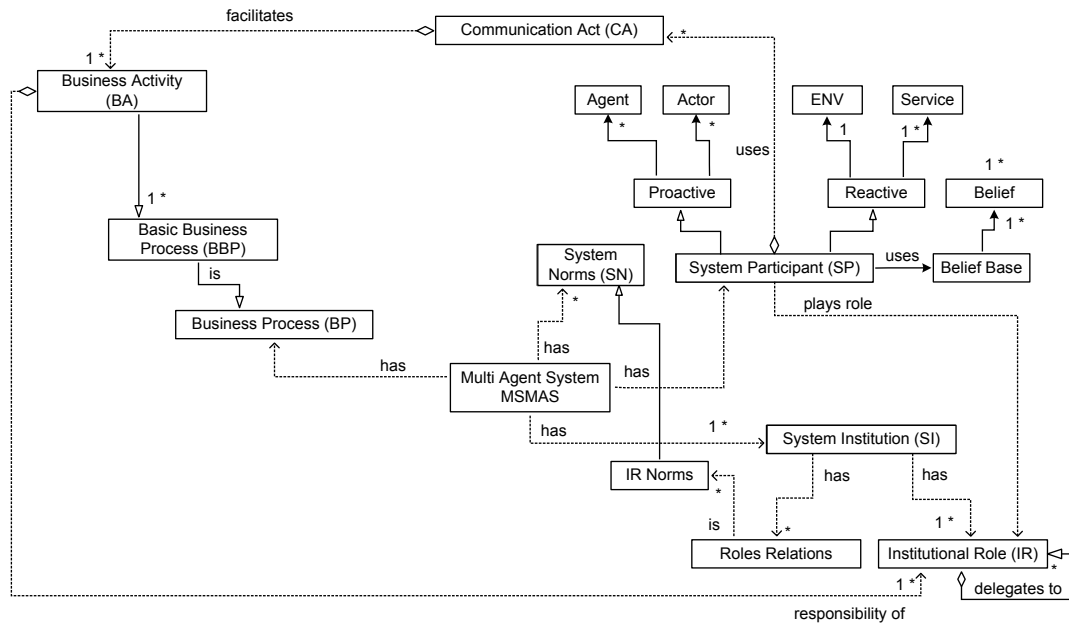 facilitates
Communication Act (CA)
*
1 *
Business Activity
(BA)
Agent
Actor
ENV
Service
*
*
1
1 *
uses
1 *
Proactive
Reactive
Belief
1 *
1 *
Basic Business
Process (BBP)
System
Norms (SN)
System Participant (SP)
uses
Belief Base
is
*
plays role
Business Process (BP)
has
has
has
Multi Agent System
MSMAS
has
1 *
System Institution (SI)
IR Norms
has
has
*
is
*
1 *
Roles Relations
Institutional Role (IR)
*
1 *
delegates to
responsibility of